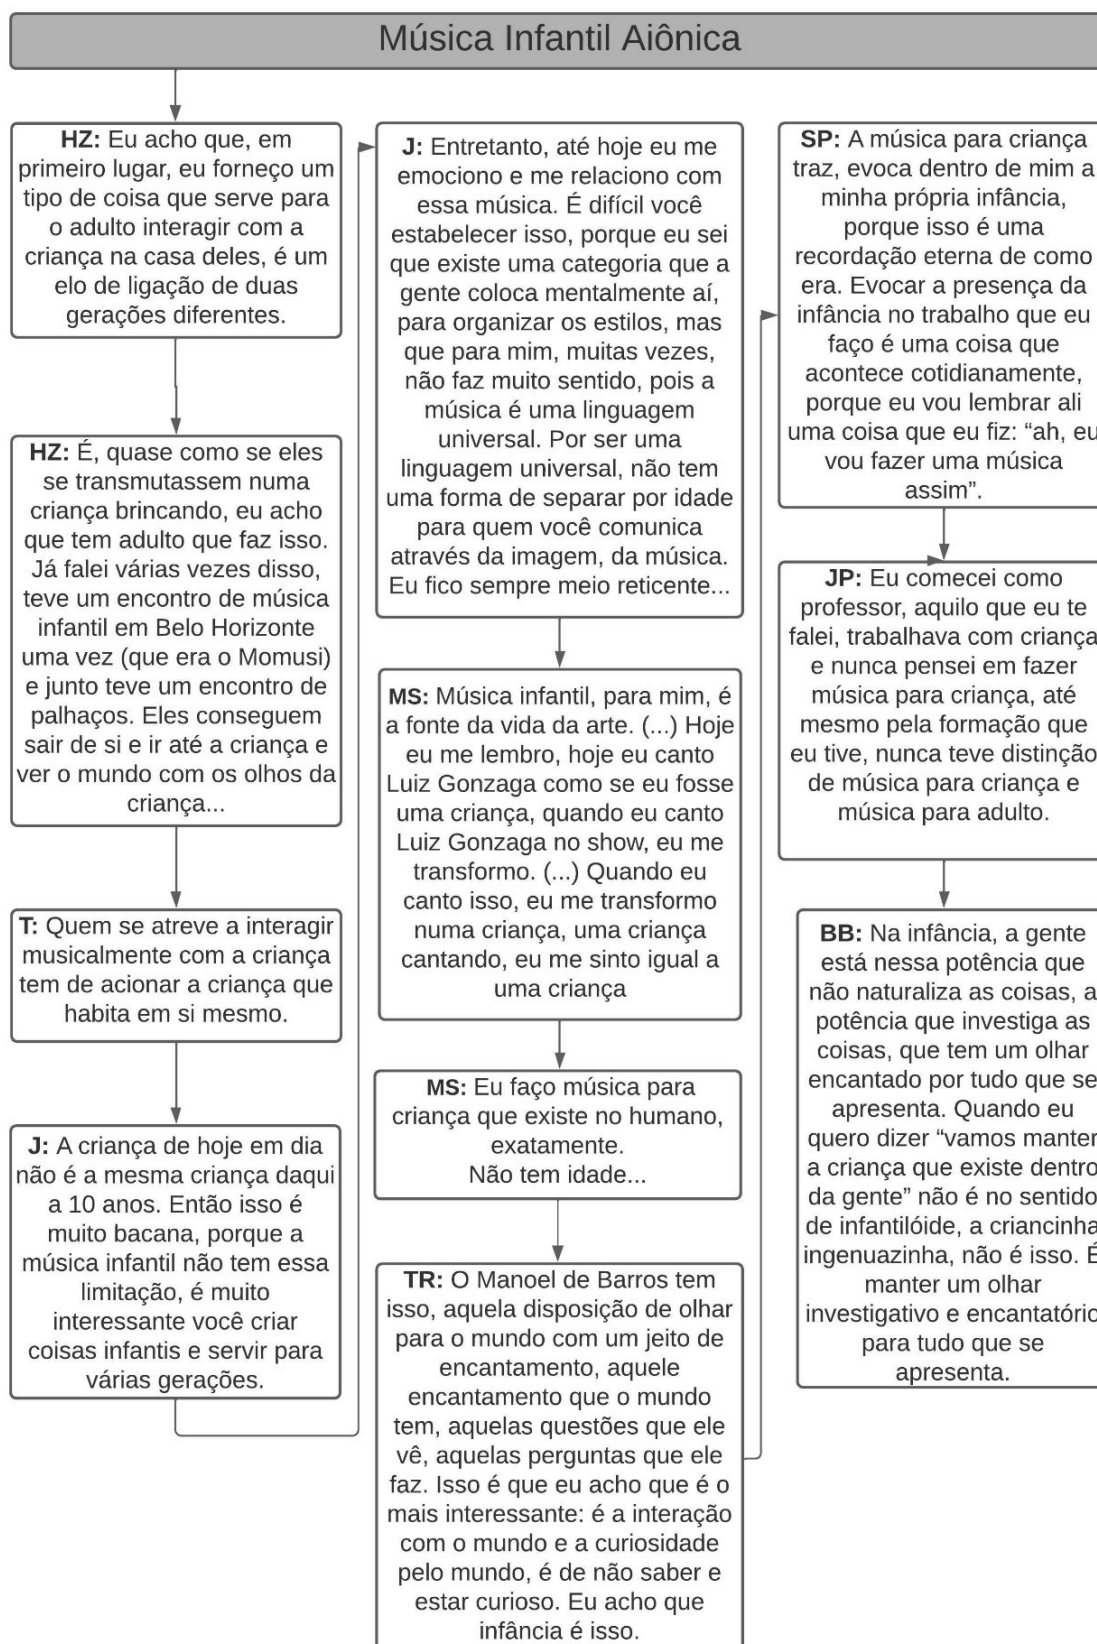 Música Infantil Aiônica
HZ: Eu acho que, em
primeiro lugar, eu forneço um
tipo de coisa que serve para
o adulto interagir com a
criança na casa deles, é um
elo de ligação de duas
gerações diferentes.
HZ: É, quase como se eles
se transmutassem numa
criança brincando, eu acho
que tem adulto que faz isso.
Já falei várias vezes disso,
teve um encontro de música
infantil em Belo Horizonte
uma vez (que era o Momusi)
e junto teve um encontro de
palhaços. Eles conseguem
sair de si e ir até a criança e
ver o mundo com os olhos da
criança...
T: Quem se atreve a interagir
musicalmente com a criança
tem de acionar a criança que
habita em si mesmo.
J: A criança de hoje em dia
não é a mesma criança daqui
a 10 anos. Então isso é
muito bacana, porque a
música infantil não tem essa
limitação, é muito
interessante você criar
coisas infantis e servir para
várias gerações.
J: Entretanto, até hoje eu me
emociono e me relaciono com
essa música. É difícil você
estabelecer isso, porque eu sei
que existe uma categoria que a
gente coloca mentalmente aí,
para organizar os estilos, mas
que para mim, muitas vezes,
não faz muito sentido, pois a
música é uma linguagem
universal. Por ser uma
linguagem universal, não tem
uma forma de separar por idade
para quem você comunica
através da imagem, da música.
Eu fico sempre meio reticente...
MS: Música infantil, para mim, é
a fonte da vida da arte. (...) Hoje
eu me lembro, hoje eu canto
Luiz Gonzaga como se eu fosse
uma criança, quando eu canto
Luiz Gonzaga no show, eu me
transformo. (...) Quando eu
canto isso, eu me transformo
numa criança, uma criança
cantando, eu me sinto igual a
uma criança
MS: Eu faço música para
criança que existe no humano,
exatamente.
Não tem idade...
TR: O Manoel de Barros tem
isso, aquela disposição de olhar
para o mundo com um jeito de
encantamento, aquele
encantamento que o mundo
tem, aquelas questões que ele
vê, aquelas perguntas que ele
faz. Isso é que eu acho que é o
mais interessante: é a interação
com o mundo e a curiosidade
pelo mundo, é de não saber e
estar curioso. Eu acho que
infância é isso.
SP: A música para criança
traz, evoca dentro de mim a
minha própria infância,
porque isso é uma
recordação eterna de como
era. Evocar a presença da
infância no trabalho que eu
faço é uma coisa que
acontece cotidianamente,
porque eu vou lembrar ali
uma coisa que eu fiz: “ah, eu
vou fazer uma música
assim”.
JP: Eu comecei como
professor, aquilo que eu te
falei, trabalhava com criança
e nunca pensei em fazer
música para criança, até
mesmo pela formação que
eu tive, nunca teve distinção
de música para criança e
música para adulto.
BB: Na infância, a gente
está nessa potência que
não naturaliza as coisas, a
potência que investiga as
coisas, que tem um olhar
encantado por tudo que se
apresenta. Quando eu
quero dizer “vamos manter
a criança que existe dentro
da gente” não é no sentido
de infantilóide, a criancinha
ingenuazinha, não é isso. É
manter um olhar
investigativo e encantatório
para tudo que se
apresenta.